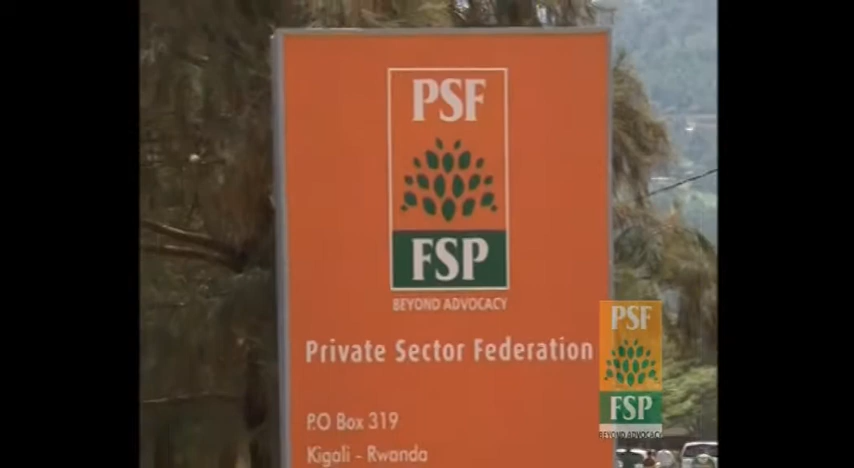 PSF
FSP
BEYOND ADVOCACY
Private Sector Federation
P.O Box 319
Kigali - Rwanda
PSF
FSP
BEYOND ADVOCACY